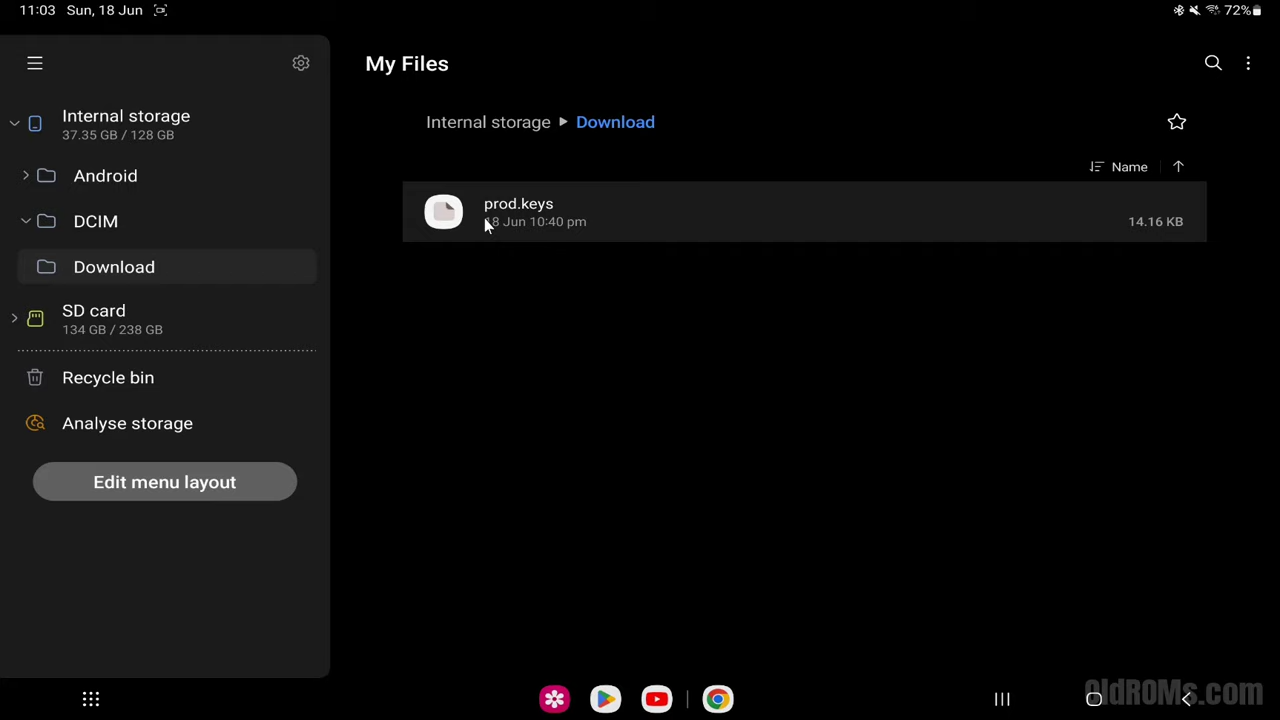 11:03 Sun, 18 Jun
72%
My Files
Internal storage
37.35 GB / 128 GB
Android
DCIM
Download
SD card
134 GB / 238 GB
Recycle bin
Analyse storage
Edit menu layout
Internal storage Download
Name
prod.keys
18 Jun 10:40 pm
14.16 KB
OldROMs.com